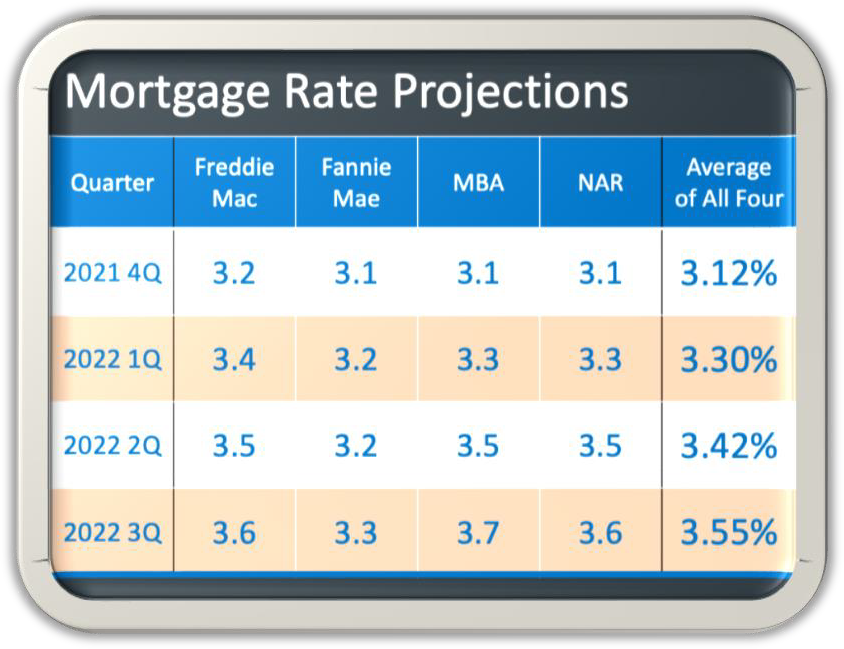 Mortgage Rate Projections
Quarter Freddie Mac Fannie Mae MBA NAR Average of All Four
2021 4Q 3.2 3.1 3.1 3.1 3.12%
2022 1Q 3.4 3.2 3.3 3.3 3.30%
2022 2Q 3.5 3.2 3.5 3.5 3.42%
2022 3Q 3.6 3.3 3.7 3.6 3.55%